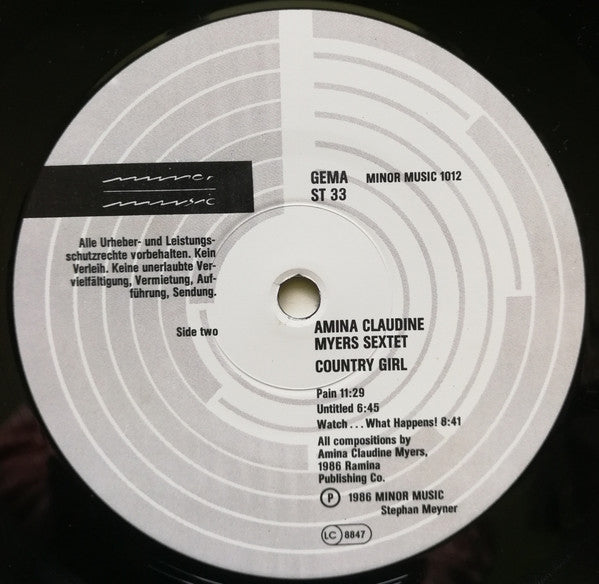 minor
music
GEMA MINOR MUSIC 1012
ST 33
Alle Urheber- und Leistungs-
schutzrechte vorbehalten. Kein
Verleih. Keine unerlaubte Ver-
vielfältigung, Vermietung, Auf-
führung, Sendung.
Side two
AMINA CLAUDINE
MYERS SEXTET
COUNTRY GIRL
Pain 11:29
Untitled 6:45
Watch... What Happens! 8:41
All compositions by
Amina Claudine Myers,
1986 Ramina
Publishing Co.
Ⓟ 1986 MINOR MUSIC
Stephan Meyner
LC 8847